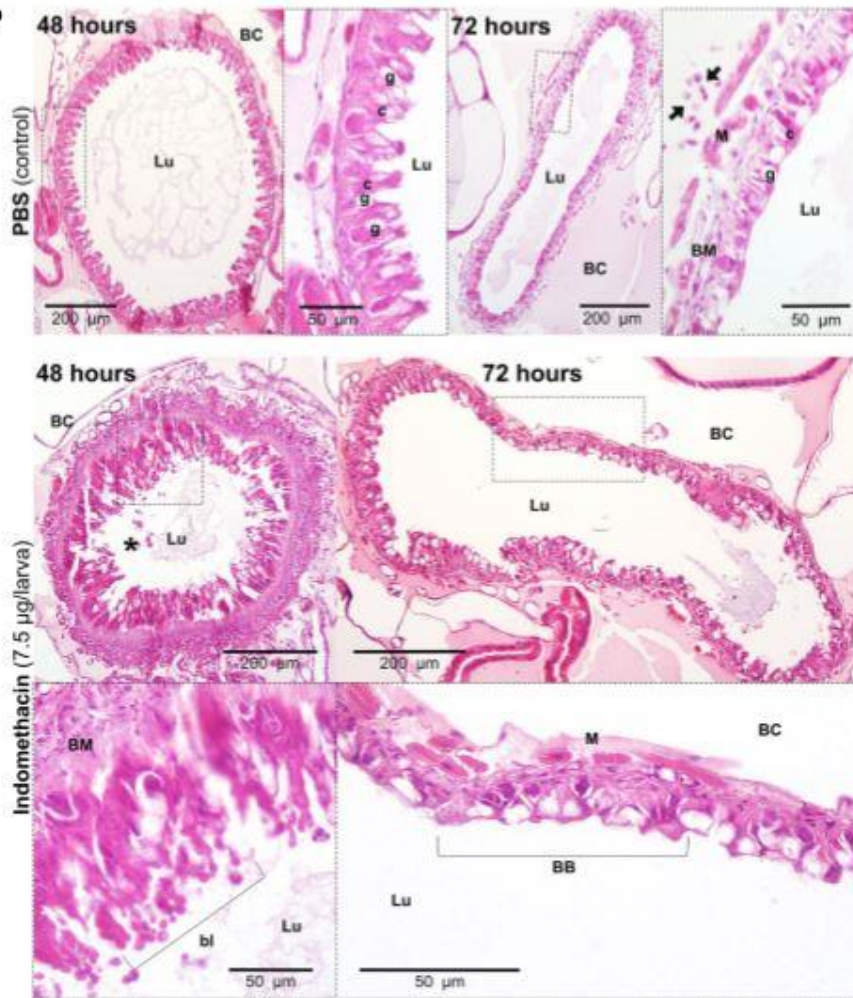 48 hours
BC
Lu
200 µm
g
c
Lu
c
g
g
50 µm
72 hours
Lu
BC
200 µm
M
c
g
Lu
BM
50 µm
PBS (control)
48 hours
BC
Lu
*
200 µm
72 hours
BC
Lu
200 µm
Indomethacin (7.5 µg/larva)
BM
bl
Lu
50 µm
M
BC
BB
Lu
50 µm